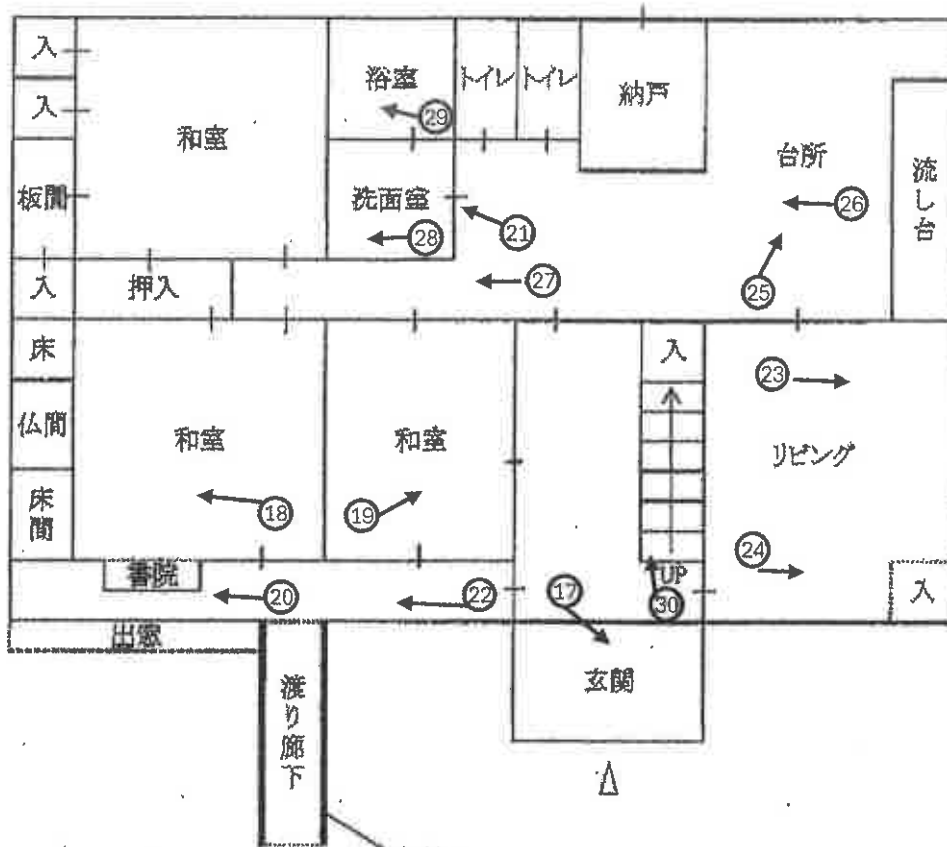 入
浴室
トイレ
トイレ
納戸
入
29
和室
台所
流し台
板間
洗面室
26
21
28
入
押入
27
25
床
入
23
仏間
和室
和室
リビング
床間
18
19
24
書院
UP
入
20
22
17
30
出窓
渡り廊下
玄関